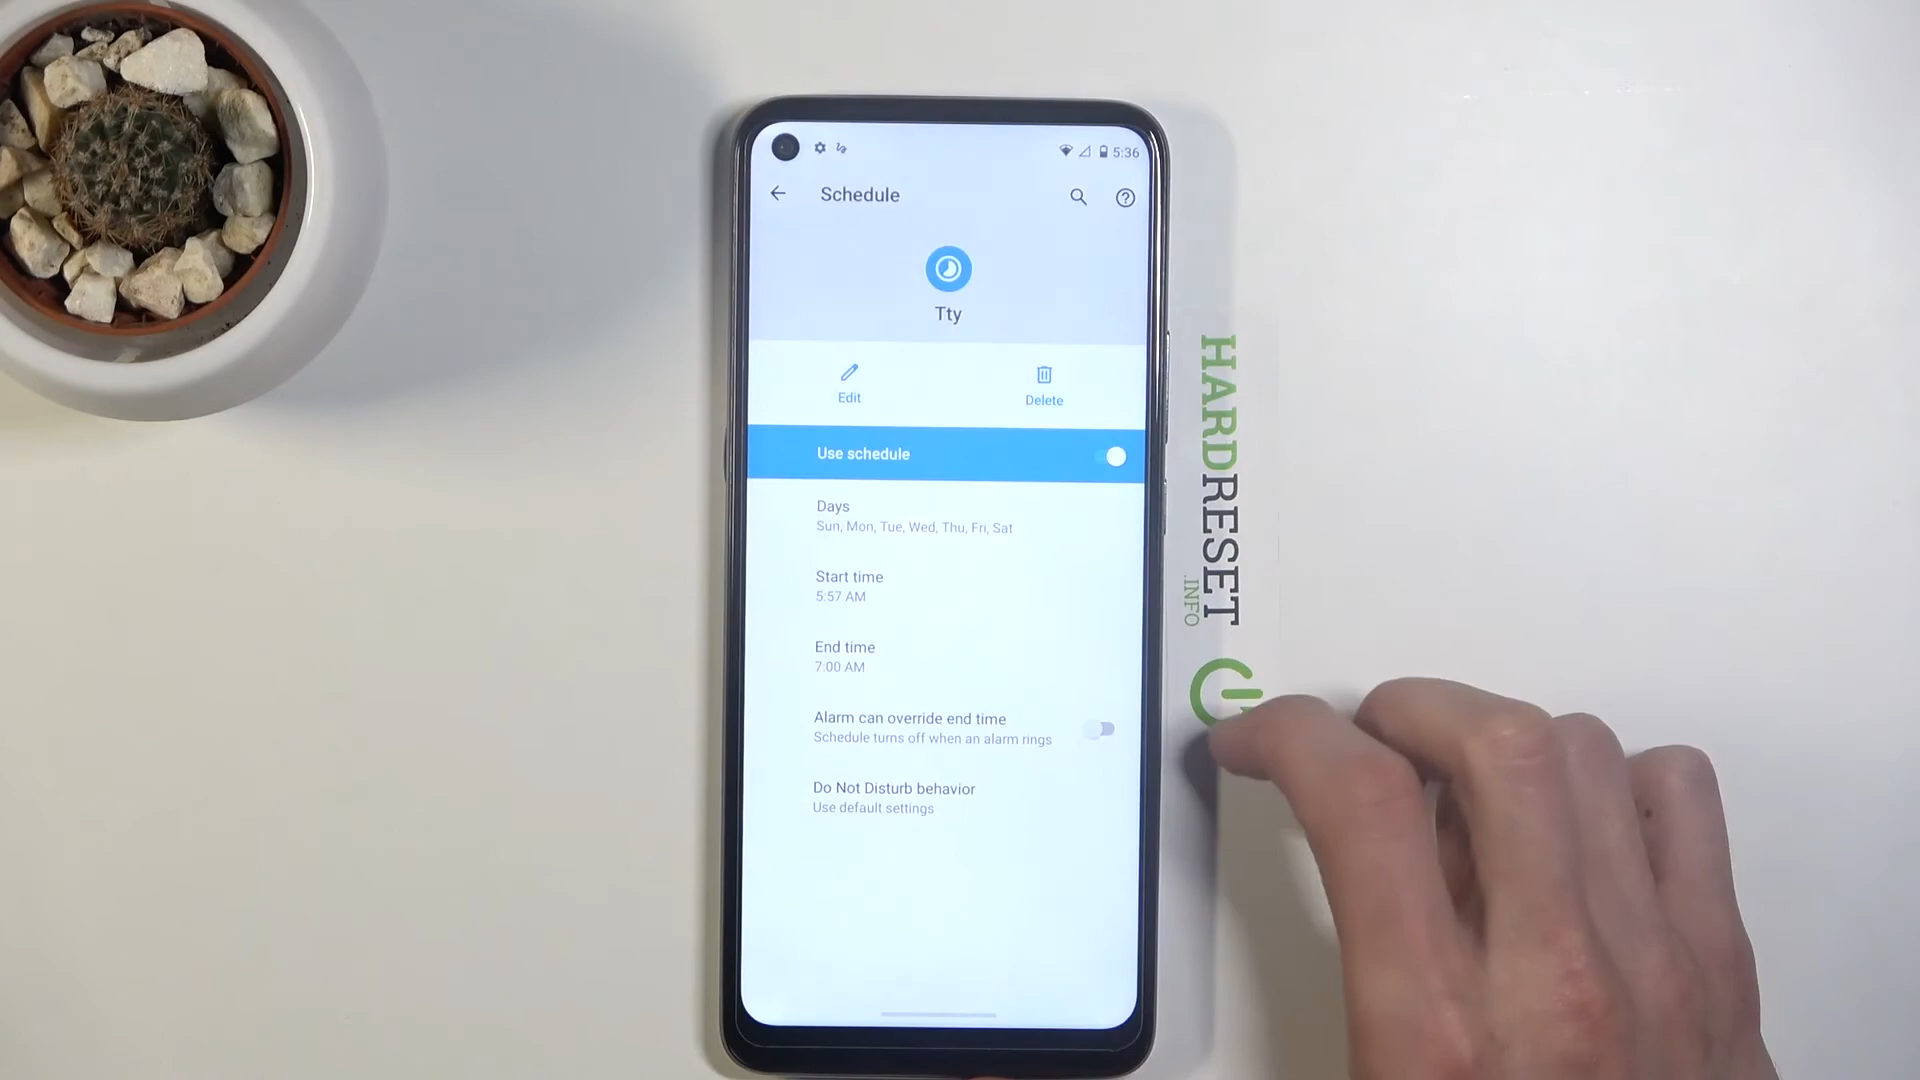 5:36
Schedule
Tty
Edit
Delete
Use schedule
Days
Sun, Mon, Tue, Wed, Thu, Fri, Sat
Start time
5:57 AM
End time
7:00 AM
Alarm can override end time
Schedule turns off when an alarm rings
Do Not Disturb behavior
Use default settings
HARDRESET
.INFO